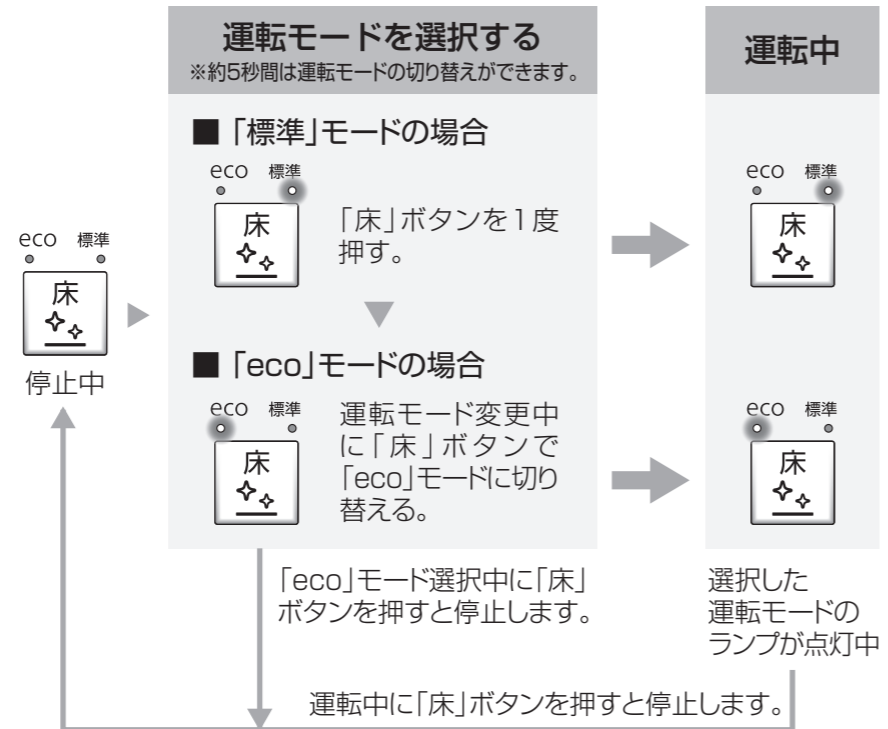 運転モードを選択する
※約5秒間は運転モードの切り替えができます。
運転中
eco 標準
床
停止中
■「標準」モードの場合
eco 標準
床
「床」ボタンを1度
押す。
eco 標準
床
■「eco」モードの場合
eco 標準
床
運転モード変更中
に「床」ボタンで
「eco」モードに切り
替える。
eco 標準
床
「eco」モード選択中に「床」
ボタンを押すと停止します。
選択した
運転モードの
ランプが点灯中
運転中に「床」ボタンを押すと停止します。